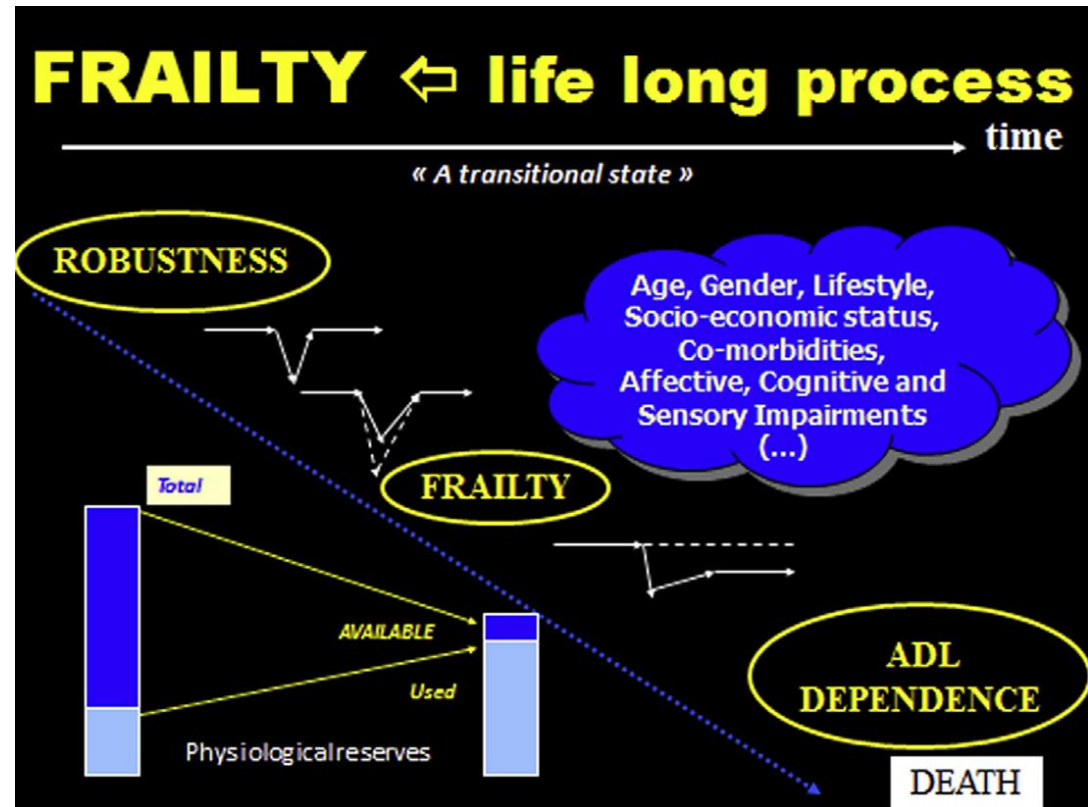 FRAILTY ⇦ life long process
time
« A transitional state »
ROBUSTNESS
Age, Gender, Lifestyle,
Socio-economic status,
Co-morbidities,
Affective, Cognitive and
Sensory Impairments
(...)
FRAILTY
Total
AVAILABLE
Used
Physiologicalreserves
ADL
DEPENDENCE
DEATH